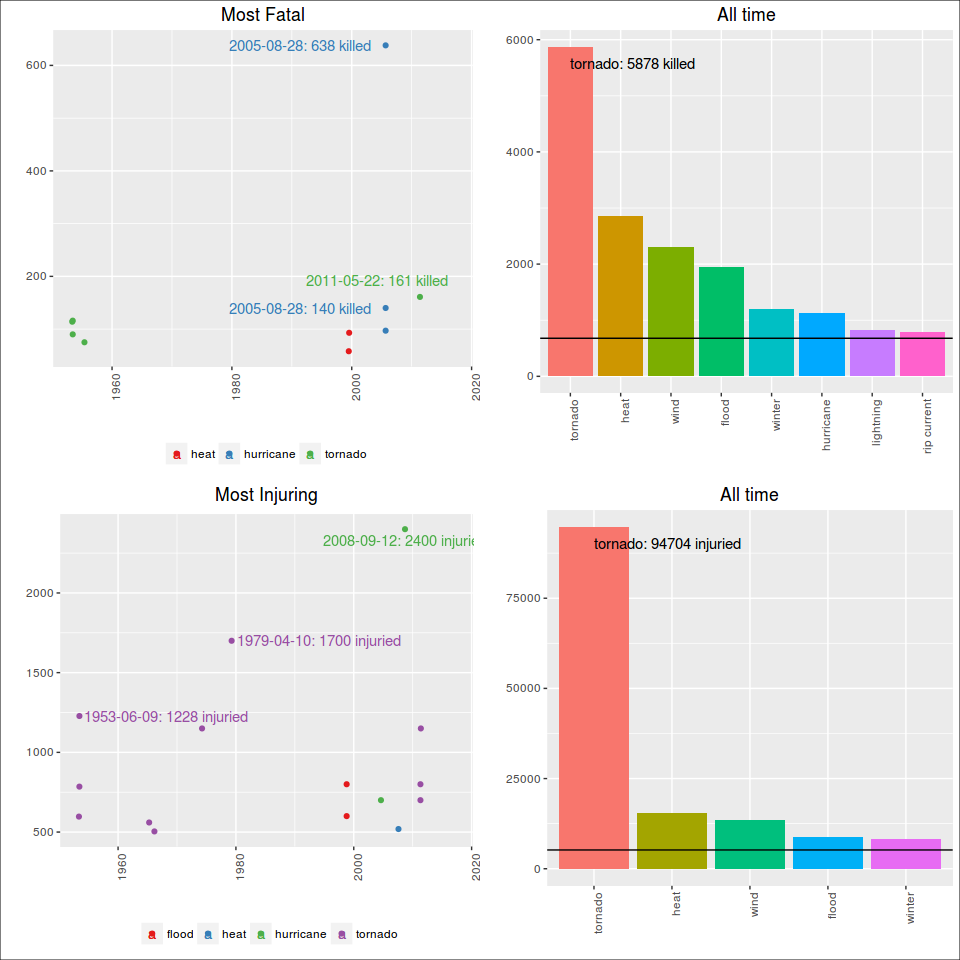 Most Fatal
600
400
200
2005-08-28: 638 killed
2011-05-22: 161 killed
2005-08-28: 140 killed
1960
1980
2000
2020
a heat a hurricane a tornado
All time
6000
4000
2000
0
tornado: 5878 killed
tornado
heat
wind
flood
winter
hurricane
lightning
rip current
Most Injuring
2000
1500
1000
500
2008-09-12: 2400 injurie
1979-04-10: 1700 injuried
1953-06-09: 1228 injuried
1960
1980
2000
2020
a flood a heat a hurricane a tornado
All time
75000
50000
25000
0
tornado: 94704 injuried
tornado
heat
wind
flood
winter